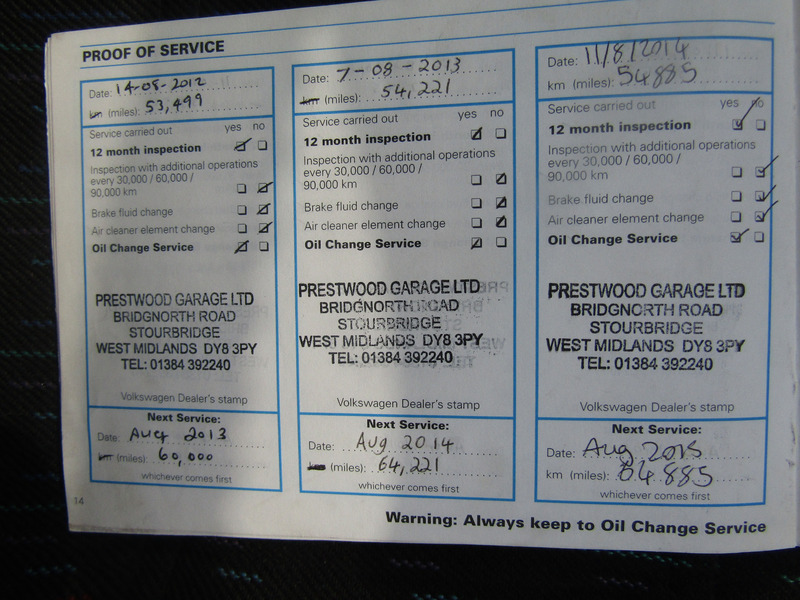 PROOF OF SERVICE
Date: 14-08-2012
km (miles): 53,499
Service carried out yes no
12 month inspection
Inspection with additional operations
every 30,000 / 60,000 /
90,000 km
Brake fluid change
Air cleaner element change
Oil Change Service
PRESTWOOD GARAGE LTD
BRIDGNORTH ROAD
STOURBRIDGE
WEST MIDLANDS DY8 3PY
TEL: 01384 392240
Volkswagen Dealer's stamp
Next Service:
Date: Aug 2013
km (miles): 60,000
whichever comes first
14
Date: 7-08-2013
km (miles): 54,221
Service carried out yes no
12 month inspection
Inspection with additional operations
every 30,000 / 60,000 /
90,000 km
Brake fluid change
Air cleaner element change
Oil Change Service
PRESTWOOD GARAGE LTD
BRIDGNORTH ROAD
STOURBRIDGE
WEST MIDLANDS DY8 3PY
TEL: 01384 392240
Volkswagen Dealer's stamp
Next Service:
Date: Aug 2014
km (miles): 64,221
whichever comes first
Date: 11/8/2014
km (miles): 54885
Service carried out yes no
12 month inspection
Inspection with additional operations
every 30,000 / 60,000 /
90,000 km
Brake fluid change
Air cleaner element change
Oil Change Service
PRESTWOOD GARAGE LTD
BRIDGNORTH ROAD
STOURBRIDGE
WEST MIDLANDS DY8 3PY
TEL: 01384 392240
Volkswagen Dealer's stamp
Next Service:
Date: Aug 2015
km (miles): 64885
whichever comes first
Warning: Always keep to Oil Change Service